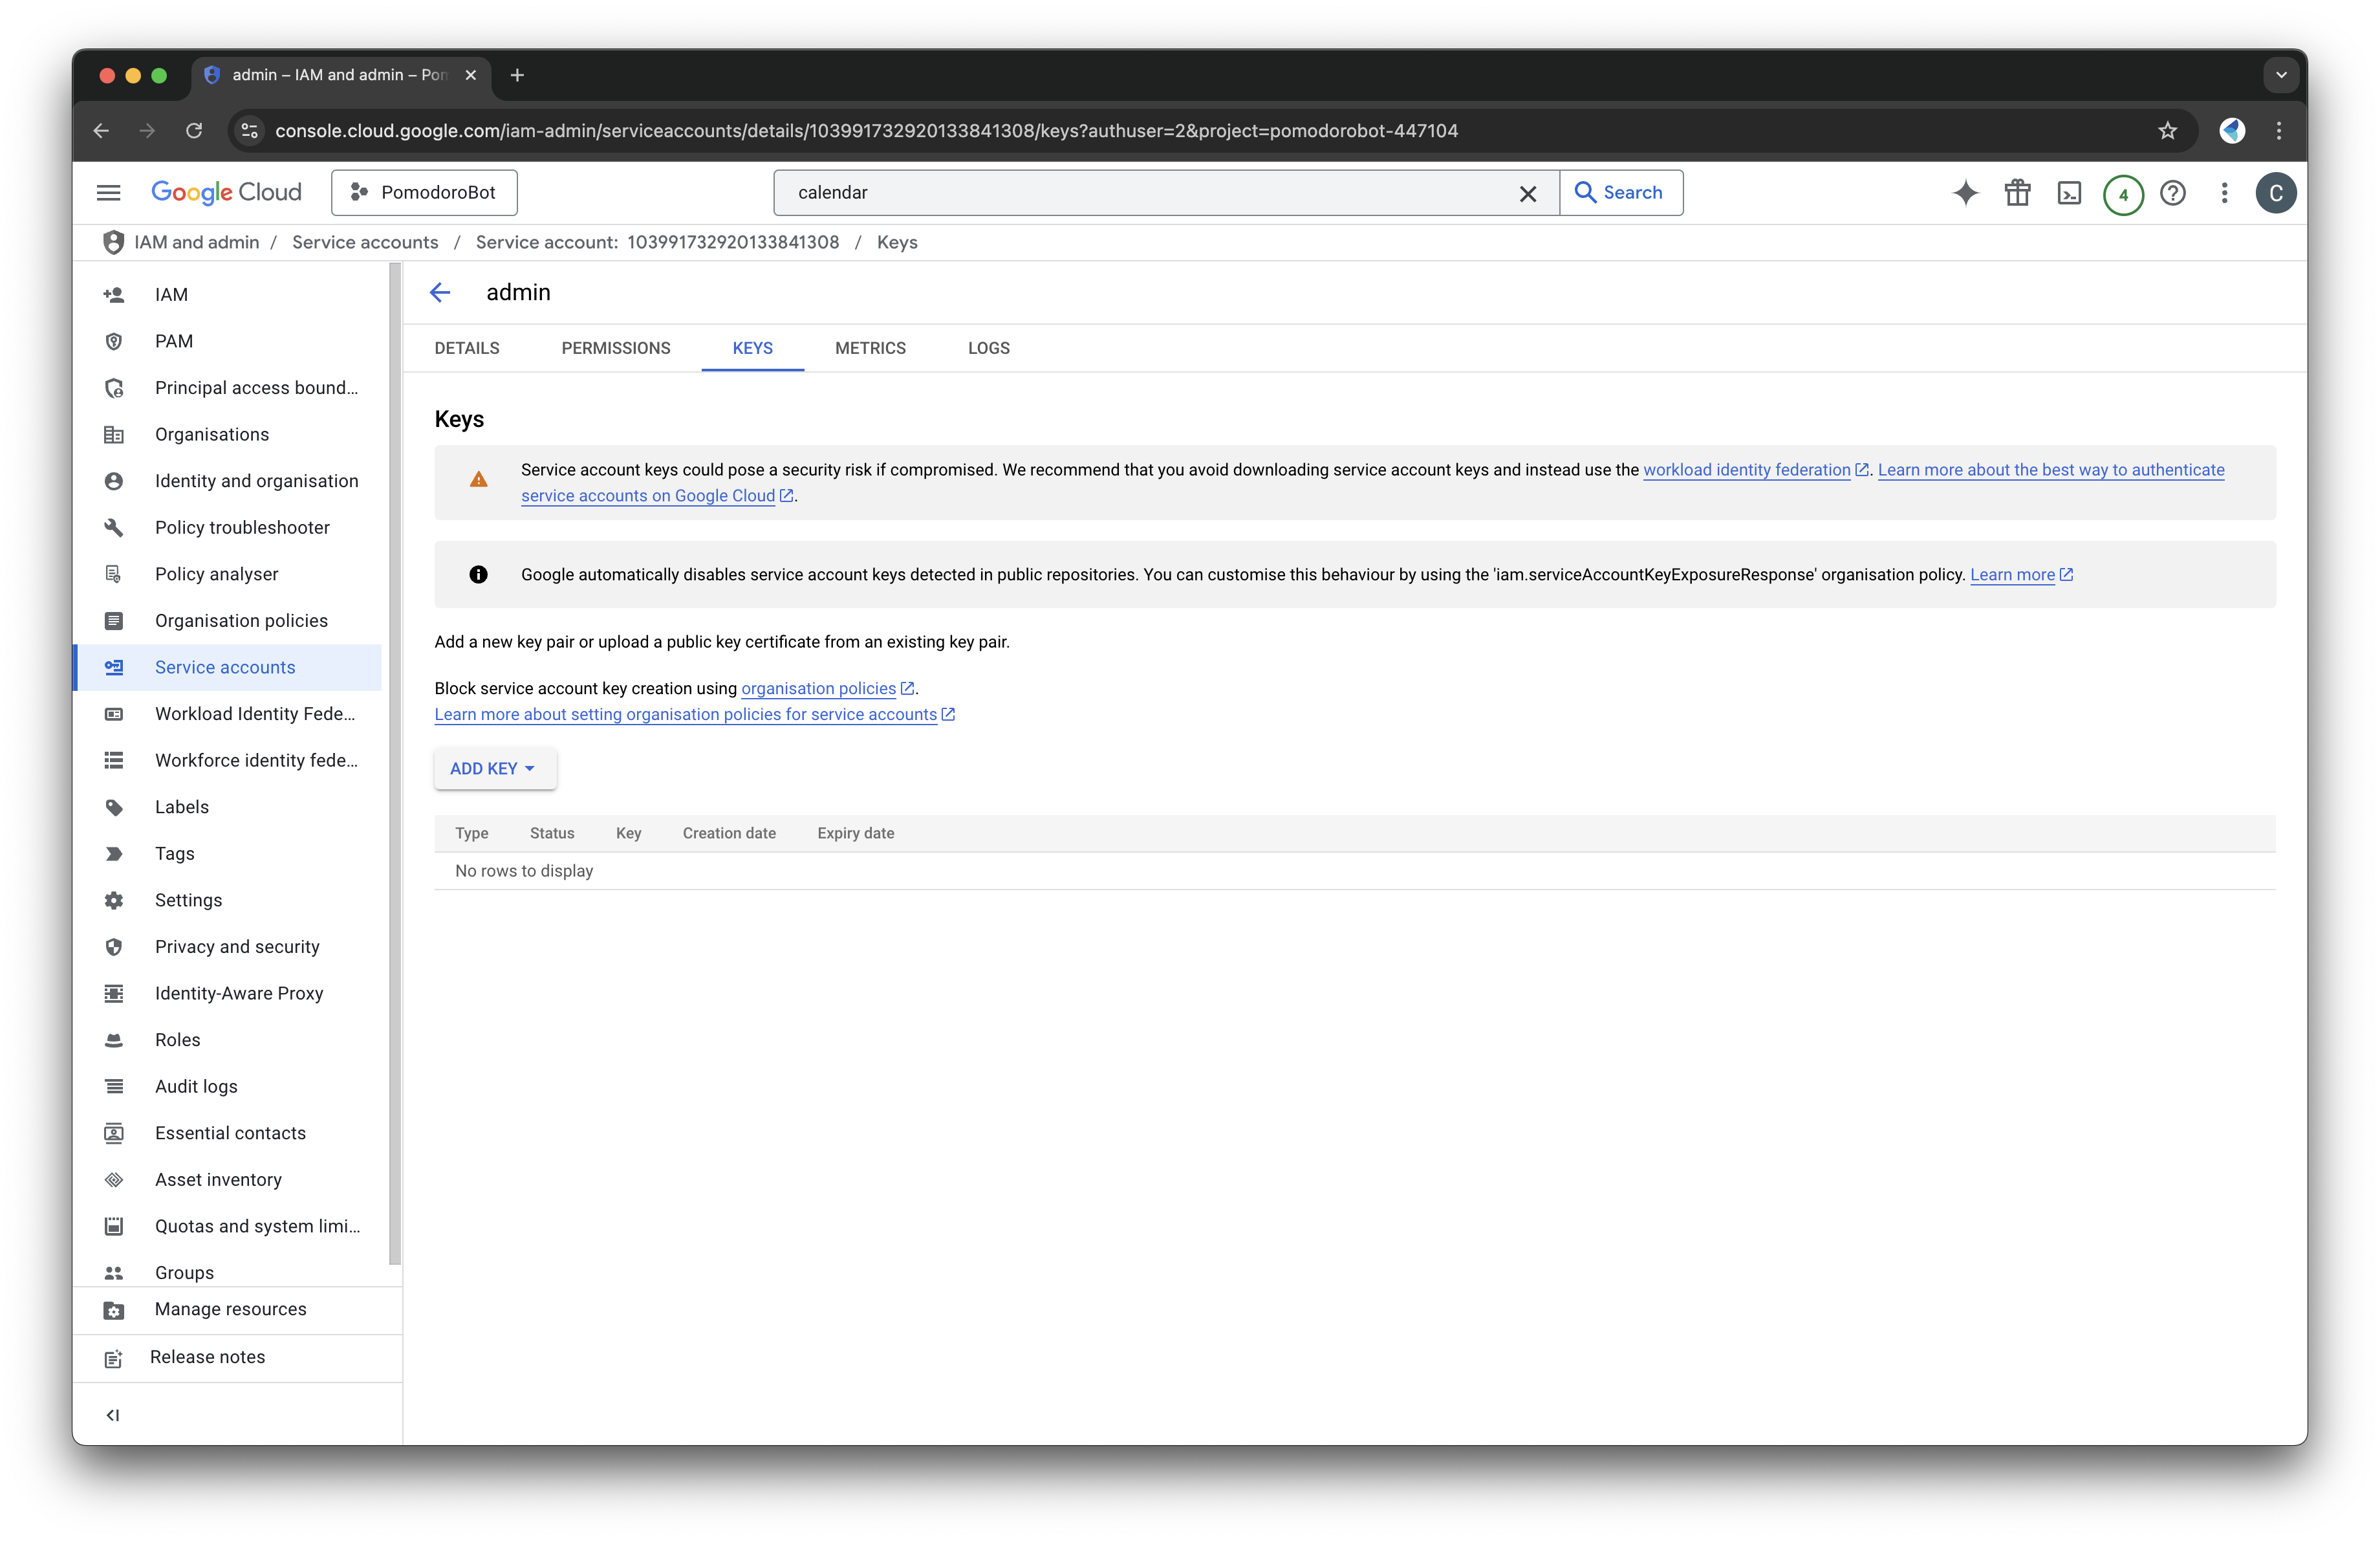 admin – IAM and admin – Pom
console.cloud.google.com/iam-admin/serviceaccounts/details/103991732920133841308/keys?authuser=2&project=pomodorobot-447104
Google Cloud
PomodoroBot
calendar
Search
4
C
IAM and admin / Service accounts / Service account: 103991732920133841308 / Keys
IAM
PAM
Principal access bound...
Organisations
Identity and organisation
Policy troubleshooter
Policy analyser
Organisation policies
Service accounts
Workload Identity Fede...
Workforce identity fede...
Labels
Tags
Settings
Privacy and security
Identity-Aware Proxy
Roles
Audit logs
Essential contacts
Asset inventory
Quotas and system limi...
Groups
Manage resources
Release notes
admin
DETAILS PERMISSIONS KEYS METRICS LOGS
Keys
Service account keys could pose a security risk if compromised. We recommend that you avoid downloading service account keys and instead use the workload identity federation. Learn more about the best way to authenticate
service accounts on Google Cloud.
Google automatically disables service account keys detected in public repositories. You can customise this behaviour by using the 'iam.serviceAccountKeyExposureResponse' organisation policy. Learn more
Add a new key pair or upload a public key certificate from an existing key pair.
Block service account key creation using organisation policies.
Learn more about setting organisation policies for service accounts
ADD KEY
Type Status Key Creation date Expiry date
No rows to display